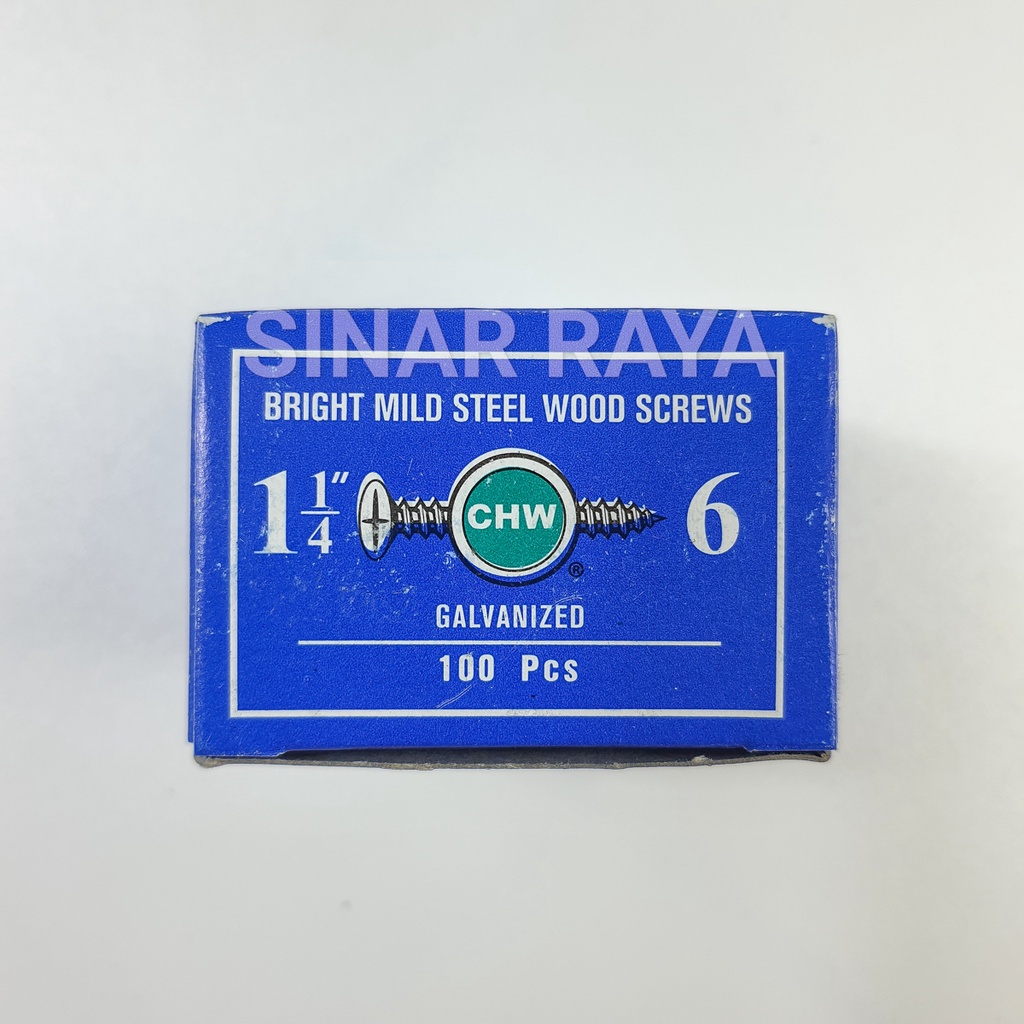 SINAR RAYA
BRIGHT MILD STEEL WOOD SCREWS
1 1/4" CHW ® 6
GALVANIZED
100 Pcs